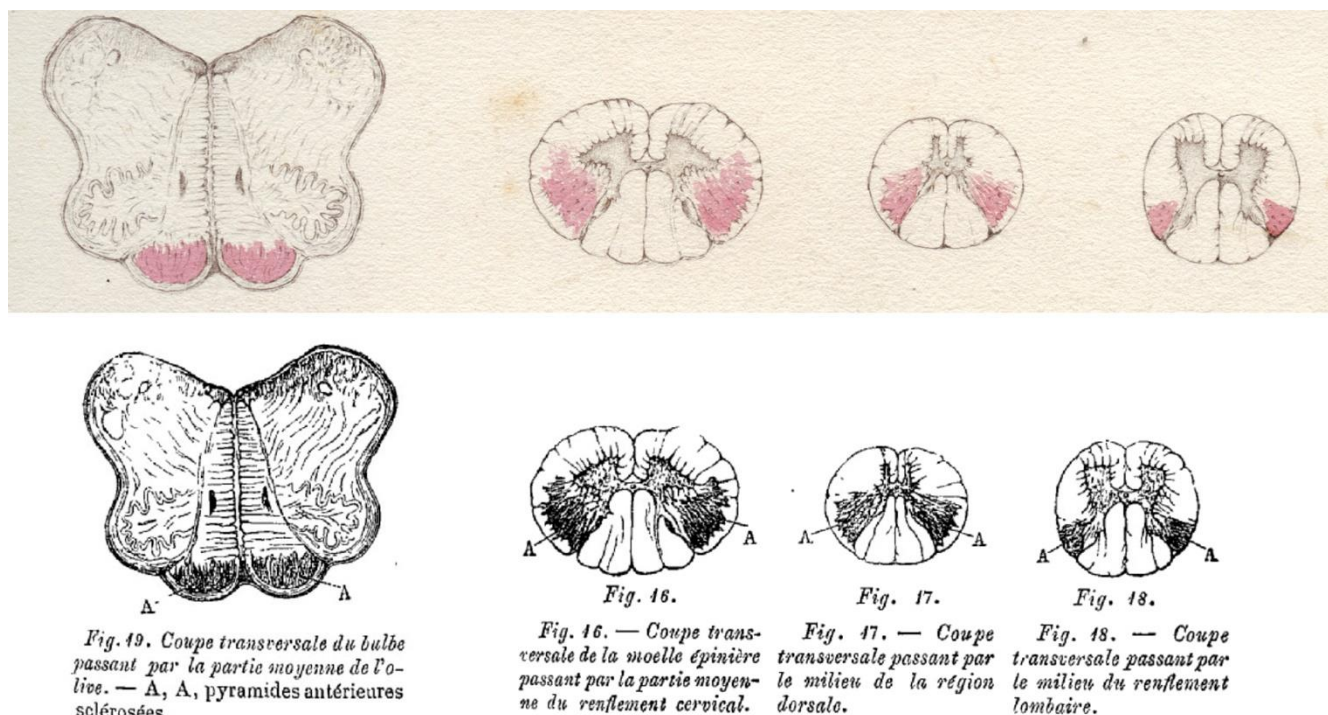 A
A
Fig. 19. Coupe transversale du bulbe
passant par la partie moyenne de l'o-
live. — A, A, pyramides antérieures
sclérosées
A
A
Fig. 16.
Fig. 16. — Coupe trans-
versale de la moelle épinière
passant par la partie moyen-
ne du renflement cervical.
A
A
Fig. 17.
Fig. 17. — Coupe
transversale passant par
le milieu de la région
dorsale.
A
A
Fig. 18.
Fig. 18. — Coupe
transversale passant par
le milieu du renflement
lombaire.